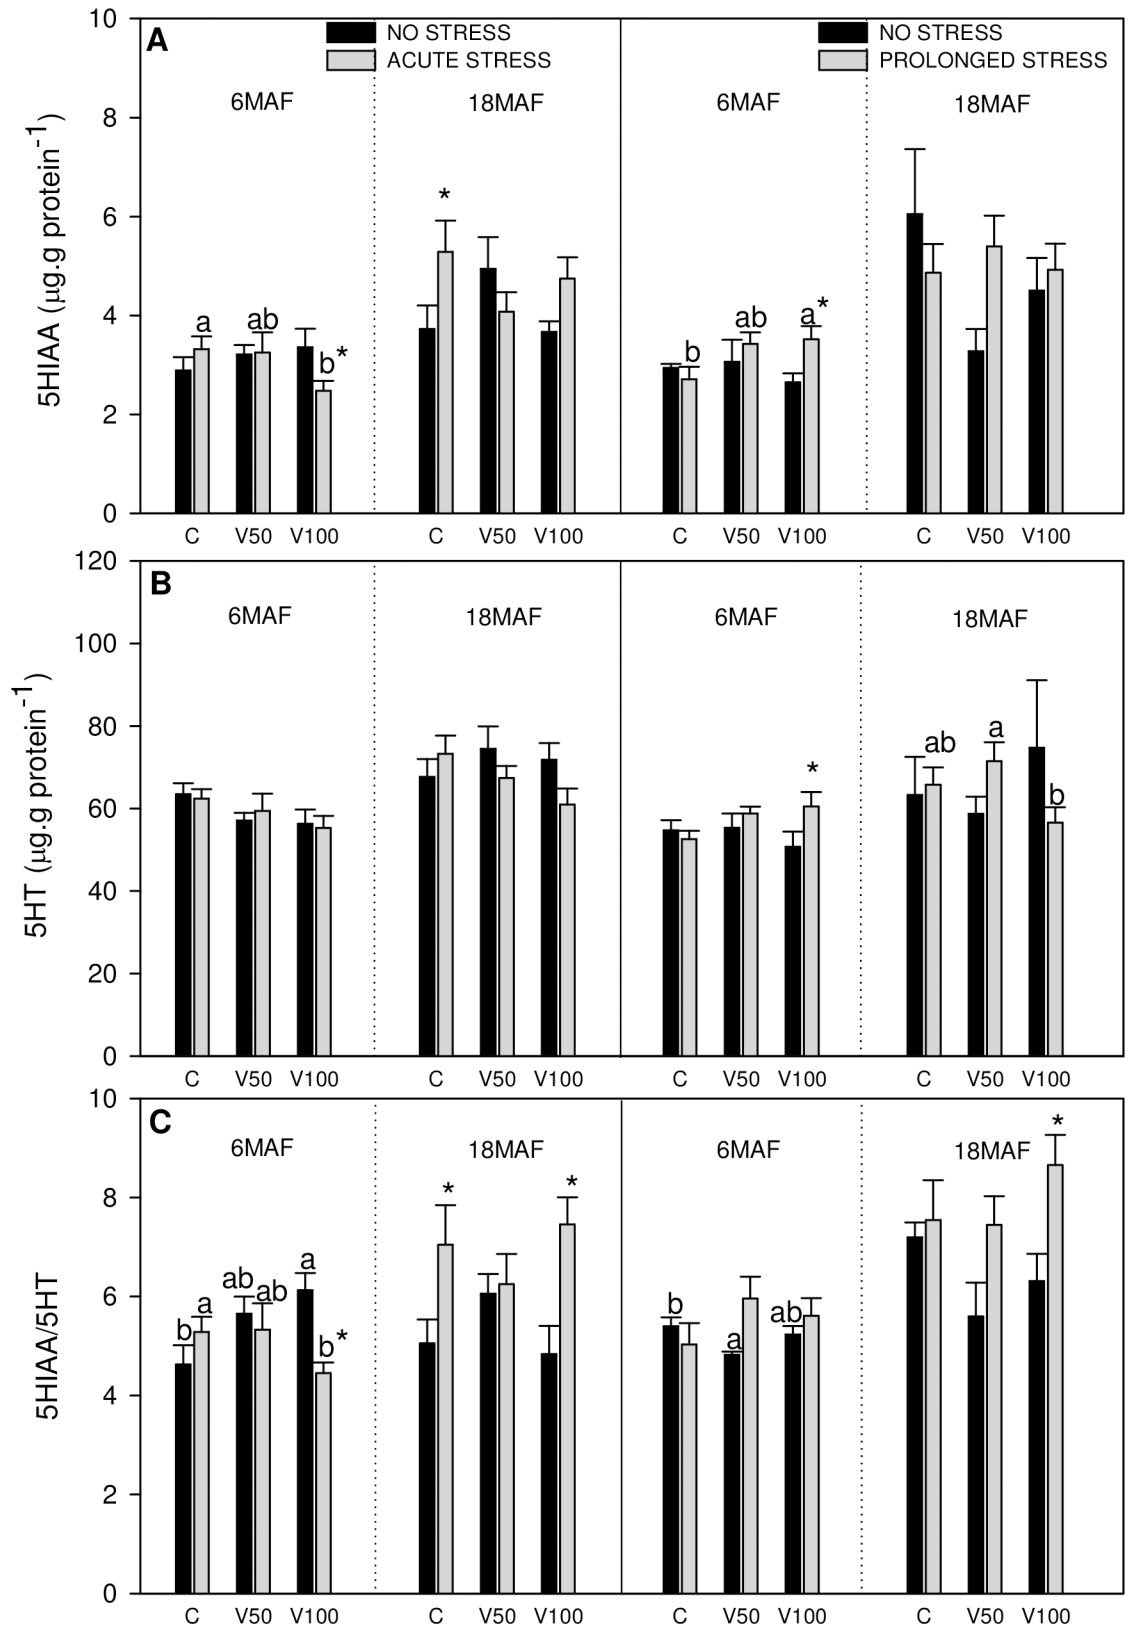 A
NO STRESS
ACUTE STRESS
NO STRESS
PROLONGED STRESS
6MAF 18MAF 6MAF 18MAF
5HIAA (µg.g protein⁻¹)
10
8
6
4
2
0
a ab b* * b ab a*
C V50 V100 C V50 V100 C V50 V100 C V50 V100
B
6MAF 18MAF 6MAF 18MAF
5HT (µg.g protein⁻¹)
120
100
80
60
40
20
0
* ab a b
C V50 V100 C V50 V100 C V50 V100 C V50 V100
C
6MAF 18MAF 6MAF 18MAF
5HIAA/5HT
10
8
6
4
2
0
b a ab ab a b* * * b a ab *
C V50 V100 C V50 V100 C V50 V100 C V50 V100